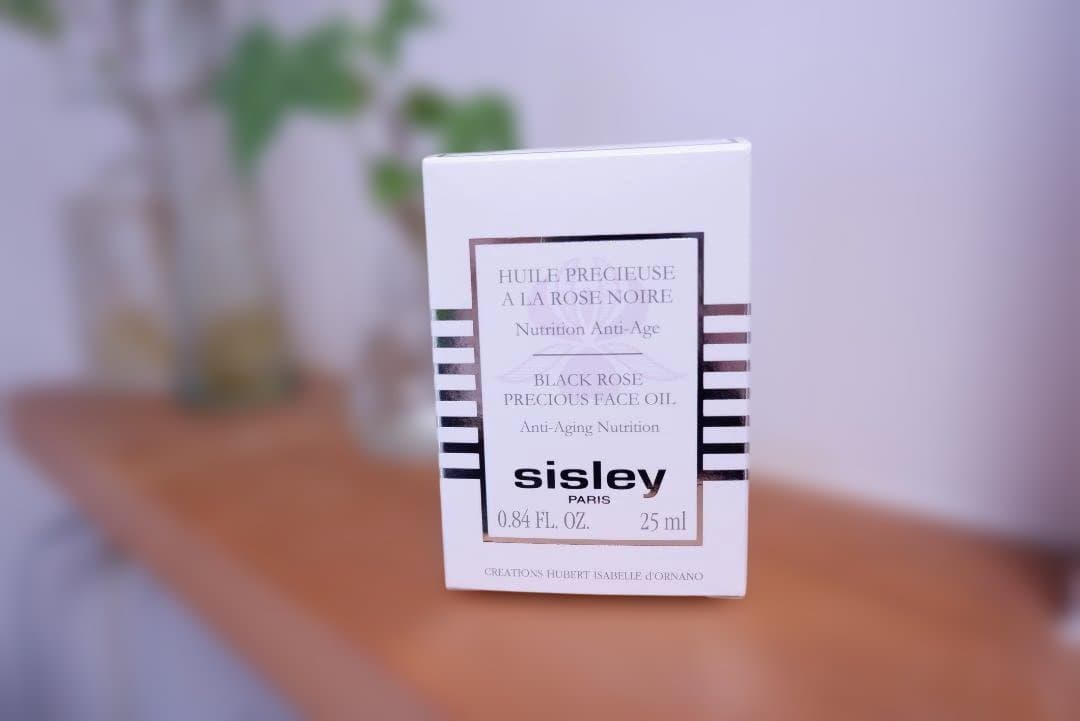 HUILE PRECIEUSE
A LA ROSE NOIRE
Nutrition Anti-Age
BLACK ROSE
PRECIOUS FACE OIL
Anti-Aging Nutrition
sisley
PARIS
0.84 FL. OZ. 25 ml
CREATIONS HUBERT ISABELLE d'ORNANO